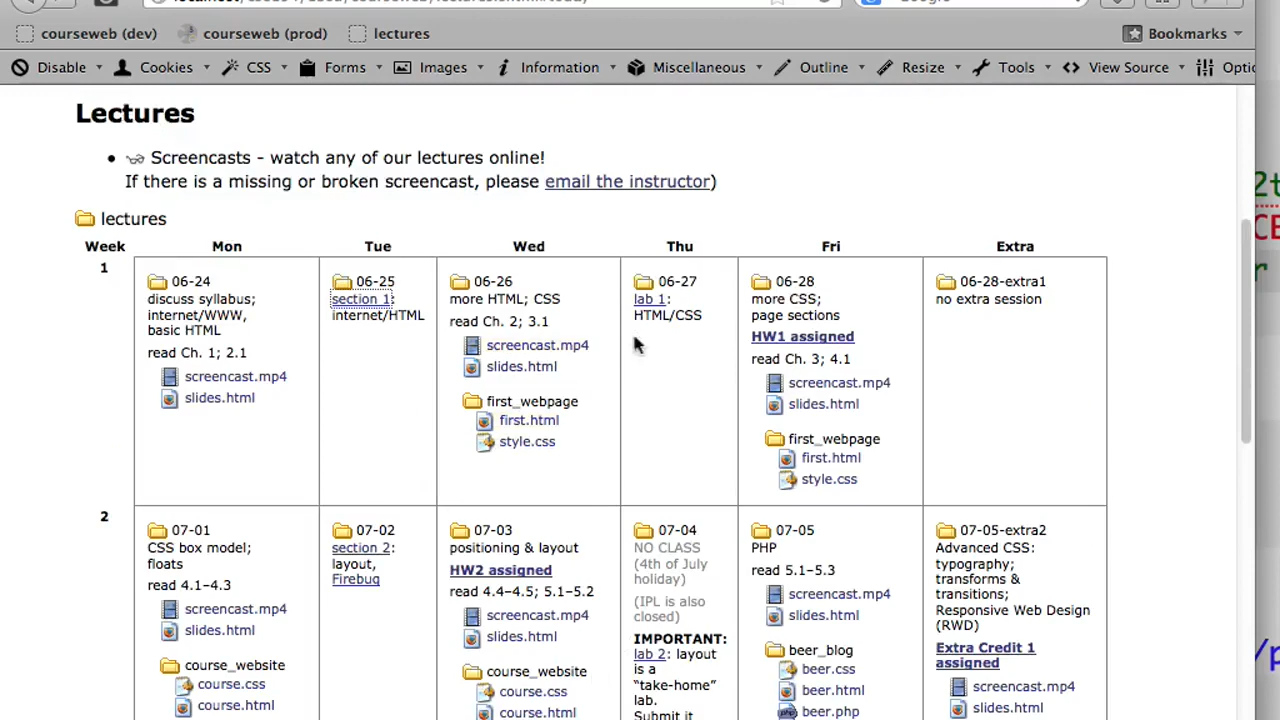 courseweb (dev) courseweb (prod) lectures Bookmarks
Disable Cookies CSS Forms Images Information Miscellaneous Outline Resize Tools View Source
Lectures
Screencasts - watch any of our lectures online!
If there is a missing or broken screencast, please email the instructor)
lectures
Week Mon Tue Wed Thu Fri Extra
1
06-24
discuss syllabus;
internet/WWW,
basic HTML
read Ch. 1; 2.1
screencast.mp4
slides.html
06-25
section 1:
internet/HTML
06-26
more HTML; CSS
read Ch. 2; 3.1
screencast.mp4
slides.html
first_webpage
first.html
style.css
06-27
lab 1:
HTML/CSS
06-28
more CSS;
page sections
HW1 assigned
read Ch. 3; 4.1
screencast.mp4
slides.html
first_webpage
first.html
style.css
06-28-extra1
no extra session
2
07-01
CSS box model;
floats
read 4.1-4.3
screencast.mp4
slides.html
course_website
course.css
course.html
07-02
section 2:
layout,
Firebug
07-03
positioning & layout
HW2 assigned
read 4.4-4.5; 5.1-5.2
screencast.mp4
slides.html
course_website
course.css
course.html
07-04
NO CLASS
(4th of July
holiday)
(IPL is also
closed)
IMPORTANT:
lab 2: layout
is a
“take-home”
lab.
Submit it
07-05
PHP
read 5.1-5.3
screencast.mp4
slides.html
beer_blog
beer.css
beer.html
beer.php
07-05-extra2
Advanced CSS:
typography;
transforms &
transitions;
Responsive Web Design
(RWD)
Extra Credit 1
assigned
screencast.mp4
slides.html